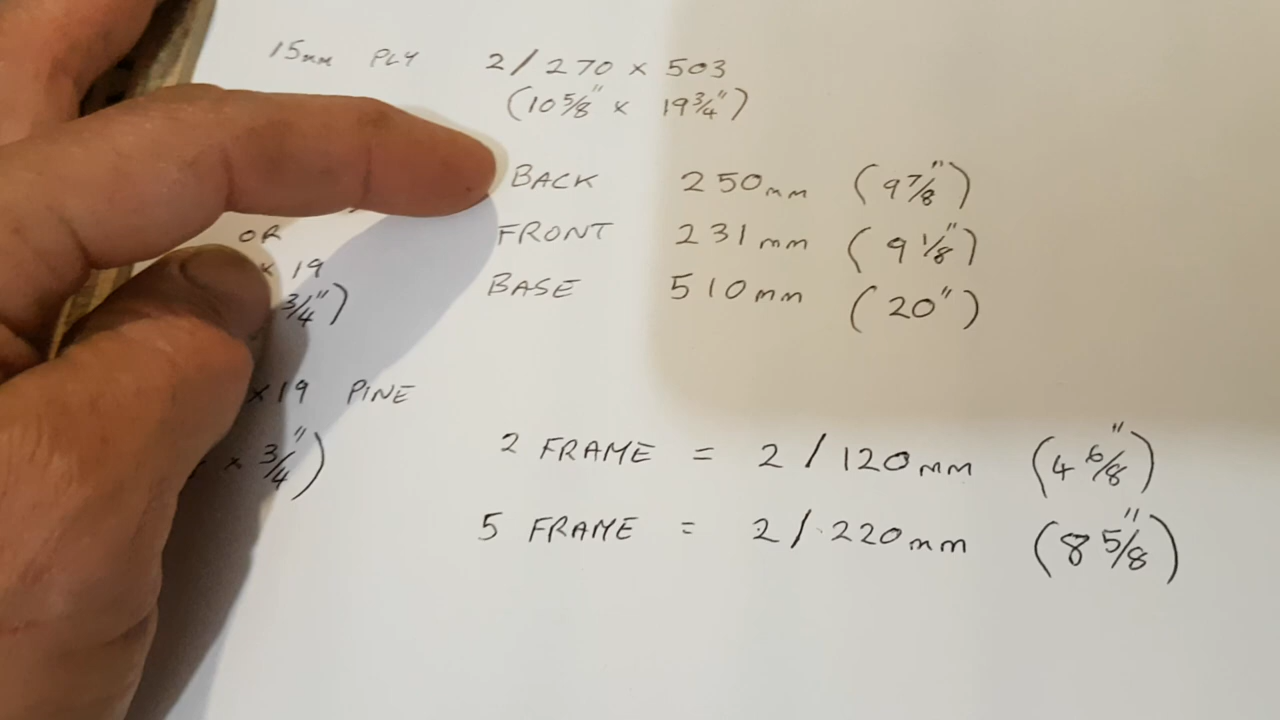 15mm PLY 2/270 x 503
(10 5/8" x 19 3/4")
BACK 250mm (9 7/8")
FRONT 231mm (9 1/8")
BASE 510mm (20")
OR
x 19
3/4")
x19 PINE
x 3/4")
2 FRAME = 2/120mm (4 6/8")
5 FRAME = 2/220mm (8 5/8")